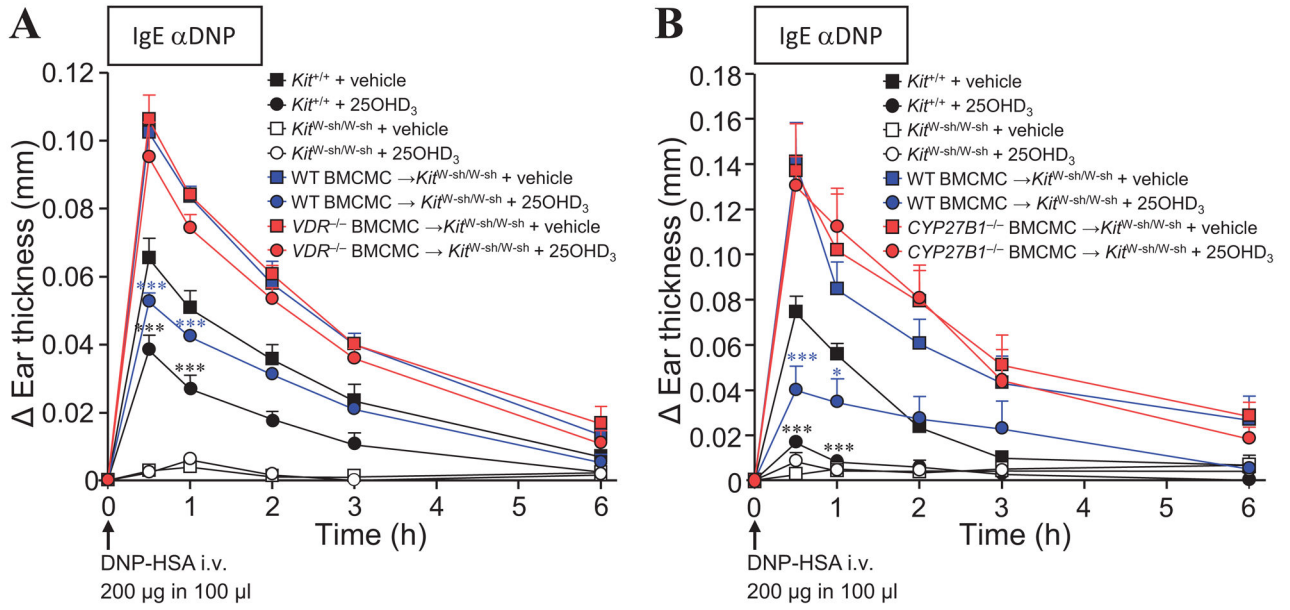 A
IgE αDNP
Kit+/+ + vehicle
Kit+/+ + 25OHD3
KitW-sh/W-sh + vehicle
KitW-sh/W-sh + 25OHD3
WT BMCMC →KitW-sh/W-sh + vehicle
WT BMCMC → KitW-sh/W-sh + 25OHD3
VDR–/– BMCMC →KitW-sh/W-sh + vehicle
VDR–/– BMCMC → KitW-sh/W-sh + 25OHD3
Δ Ear thickness (mm)
0.12
0.10
0.08
0.06
0.04
0.02
0
***
***
***
***
0 1 2 3 4 5 6
Time (h)
DNP-HSA i.v.
200 µg in 100 µl
B
IgE αDNP
Kit+/+ + vehicle
Kit+/+ + 25OHD3
KitW-sh/W-sh + vehicle
KitW-sh/W-sh + 25OHD3
WT BMCMC →KitW-sh/W-sh + vehicle
WT BMCMC → KitW-sh/W-sh + 25OHD3
CYP27B1–/– BMCMC →KitW-sh/W-sh + vehicle
CYP27B1–/– BMCMC → KitW-sh/W-sh + 25OHD3
Δ Ear thickness (mm)
0.18
0.16
0.14
0.12
0.10
0.08
0.06
0.04
0.02
0
***
*
***
***
0 1 2 3 4 5 6
Time (h)
DNP-HSA i.v.
200 µg in 100 µl